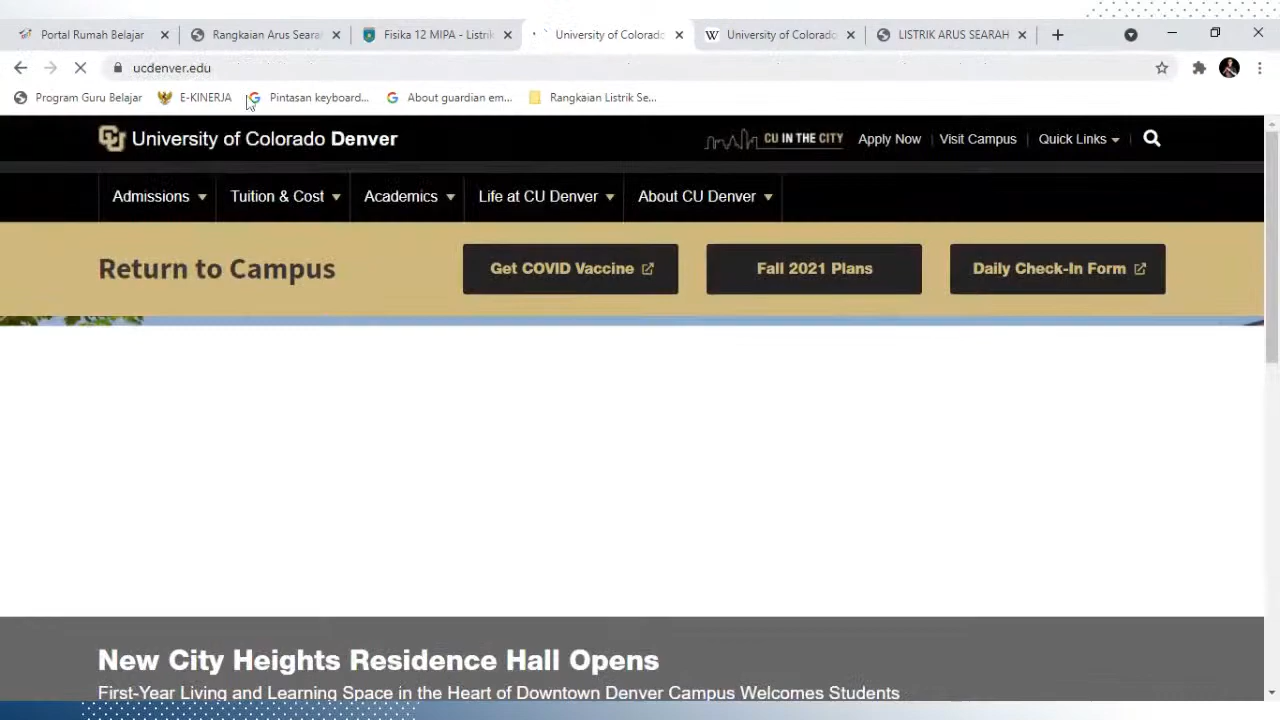 Portal Rumah Belajar
Rangkaian Arus Seara
Fisika 12 MIPA - Listrik
University of Colorado
W University of Colorado
LISTRIK ARUS SEARAH
ucdenver.edu
Program Guru Belajar
E-KINERJA
Pintasan keyboard...
About guardian em...
Rangkaian Listrik Se...
University of Colorado Denver
CU IN THE CITY
Apply Now
Visit Campus
Quick Links
Admissions
Tuition & Cost
Academics
Life at CU Denver
About CU Denver
Return to Campus
Get COVID Vaccine
Fall 2021 Plans
Daily Check-In Form
New City Heights Residence Hall Opens
First-Year Living and Learning Space in the Heart of Downtown Denver Campus Welcomes Students